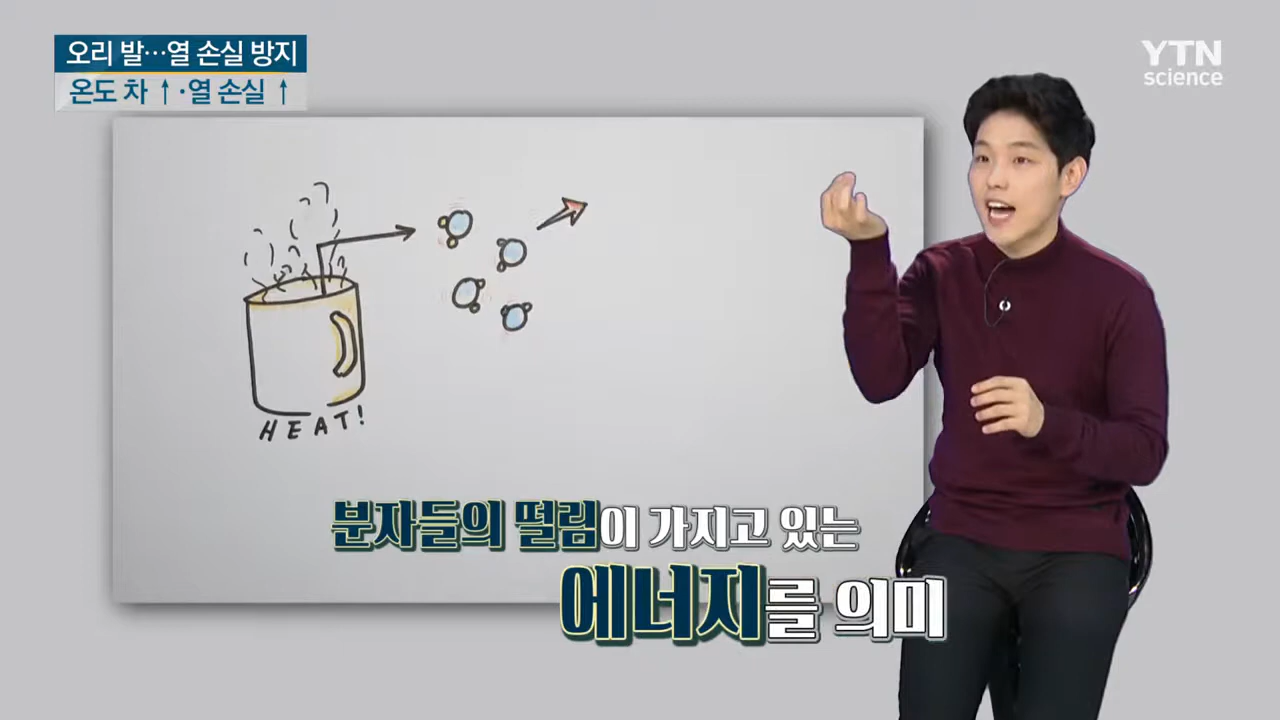 오리 발…열 손실 방지
온도 차 ↑·열 손실 ↑
YTN
science
HEAT!
분자들의 떨림이 가지고 있는
에너지를 의미